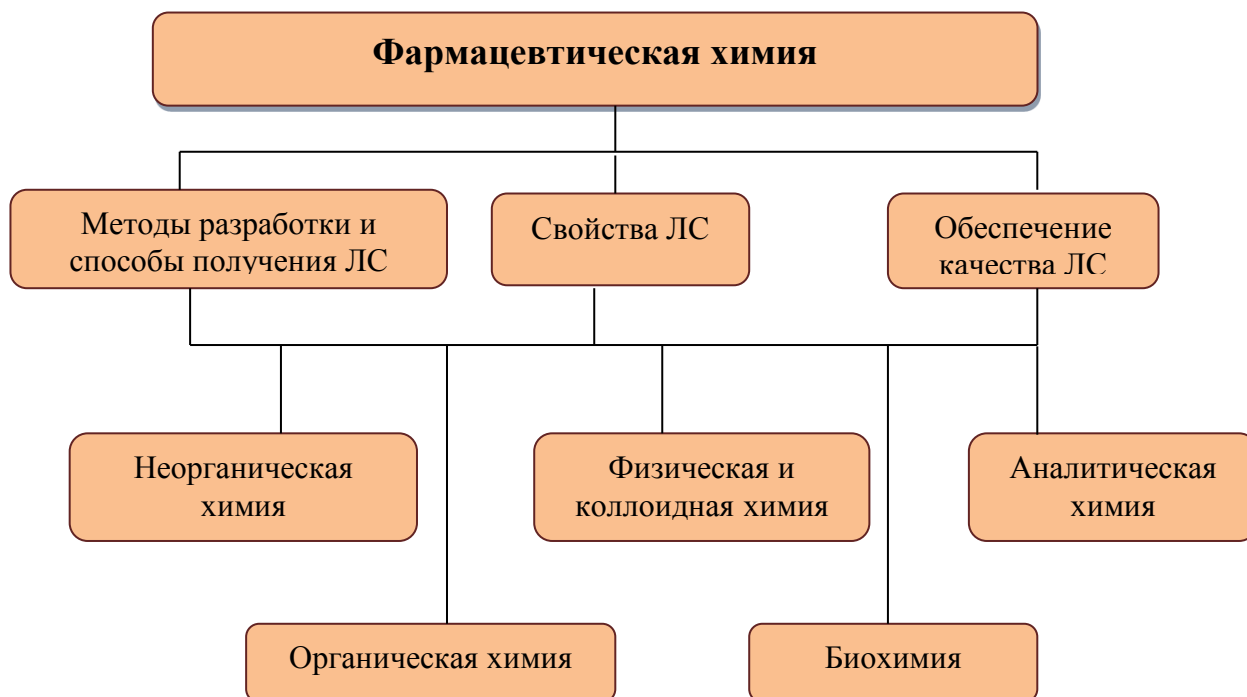 Фармацевтическая химия
Методы разработки и
способы получения ЛС
Свойства ЛС
Обеспечение
качества ЛС
Неорганическая
химия
Физическая и
коллоидная химия
Аналитическая
химия
Органическая химия
Биохимия